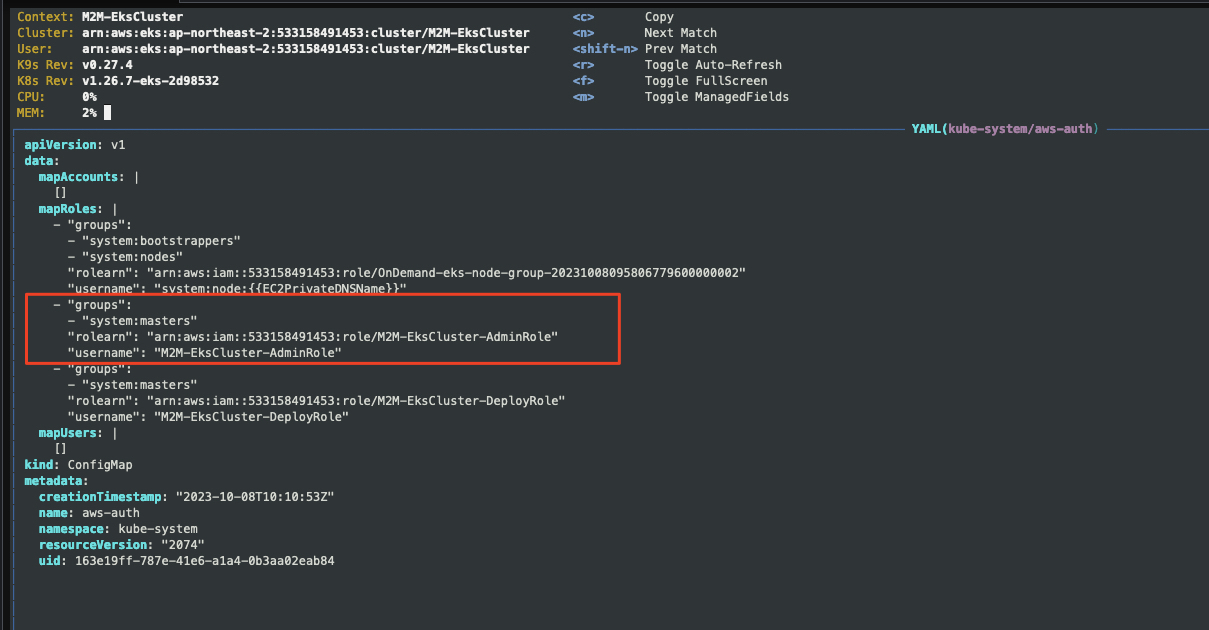 Context: M2M-EksCluster <c> Copy
Cluster: arn:aws:eks:ap-northeast-2:533158491453:cluster/M2M-EksCluster <n> Next Match
User: arn:aws:eks:ap-northeast-2:533158491453:cluster/M2M-EksCluster <shift-n> Prev Match
K9s Rev: v0.27.4 <r> Toggle Auto-Refresh
K8s Rev: v1.26.7-eks-2d98532 <f> Toggle FullScreen
CPU: 0% <m> Toggle ManagedFields
MEM: 2%
YAML(kube-system/aws-auth)
apiVersion: v1
data:
mapAccounts: |
[]
mapRoles: |
- "groups":
- "system:bootstrappers"
- "system:nodes"
"rolearn": "arn:aws:iam::533158491453:role/OnDemand-eks-node-group-20231008095806779600000002"
"username": "system:node:{{EC2PrivateDNSName}}"
- "groups":
- "system:masters"
"rolearn": "arn:aws:iam::533158491453:role/M2M-EksCluster-AdminRole"
"username": "M2M-EksCluster-AdminRole"
- "groups":
- "system:masters"
"rolearn": "arn:aws:iam::533158491453:role/M2M-EksCluster-DeployRole"
"username": "M2M-EksCluster-DeployRole"
mapUsers: |
[]
kind: ConfigMap
metadata:
creationTimestamp: "2023-10-08T10:10:53Z"
name: aws-auth
namespace: kube-system
resourceVersion: "2074"
uid: 163e19ff-787e-41e6-a1a4-0b3aa02eab84